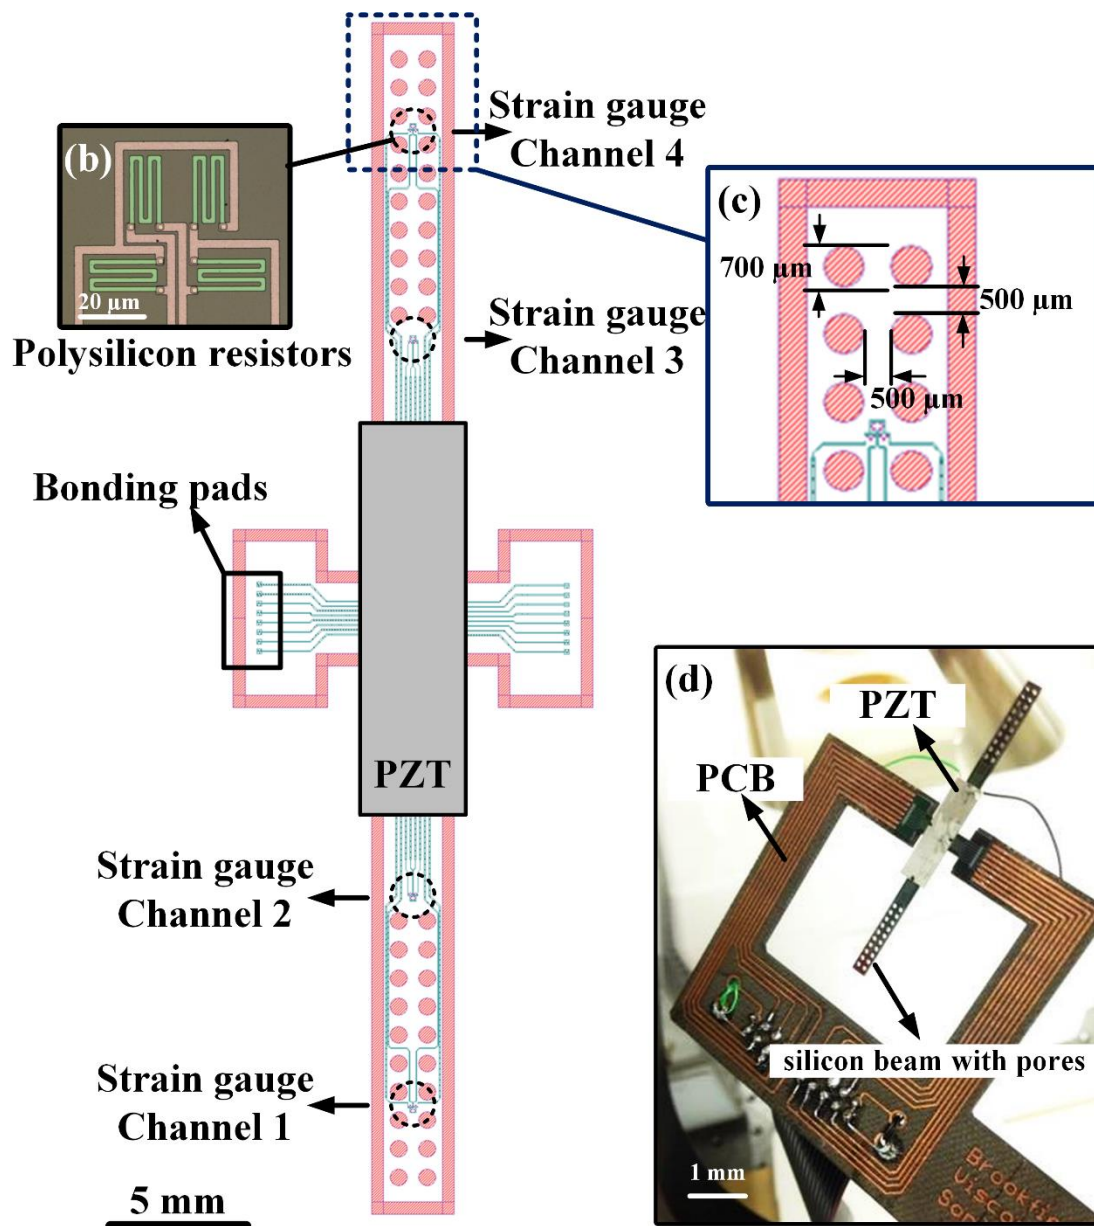 Strain gauge
Channel 4
(b)
20 µm
Polysilicon resistors
Strain gauge
Channel 3
(c)
700 µm
500 µm
500 µm
Bonding pads
PZT
(d)
PZT
PCB
silicon beam with pores
1 mm
Strain gauge
Channel 2
Strain gauge
Channel 1
5 mm